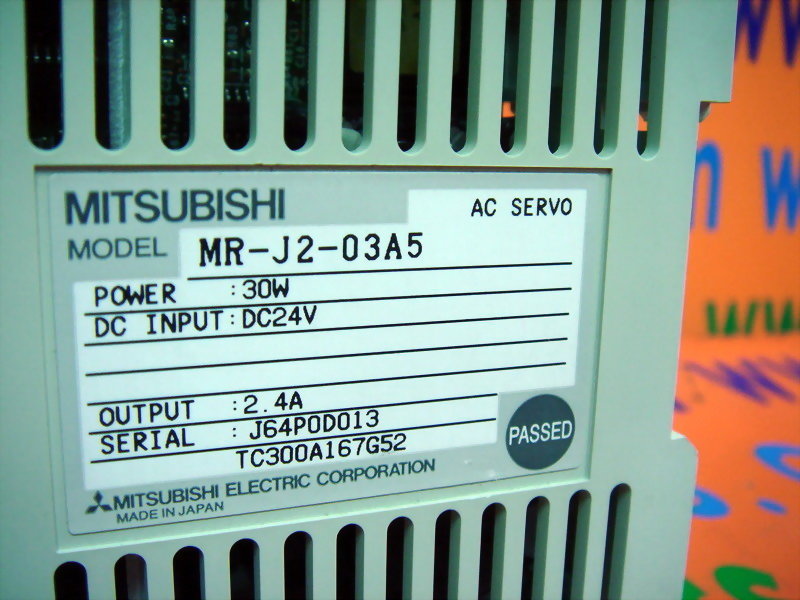 MITSUBISHI
AC SERVO
MODEL MR-J2-03A5
POWER :30W
DC INPUT:DC24V
OUTPUT :2.4A
SERIAL : J64P0D013
TC300A167G52
PASSED
MITSUBISHI ELECTRIC CORPORATION
MADE IN JAPAN